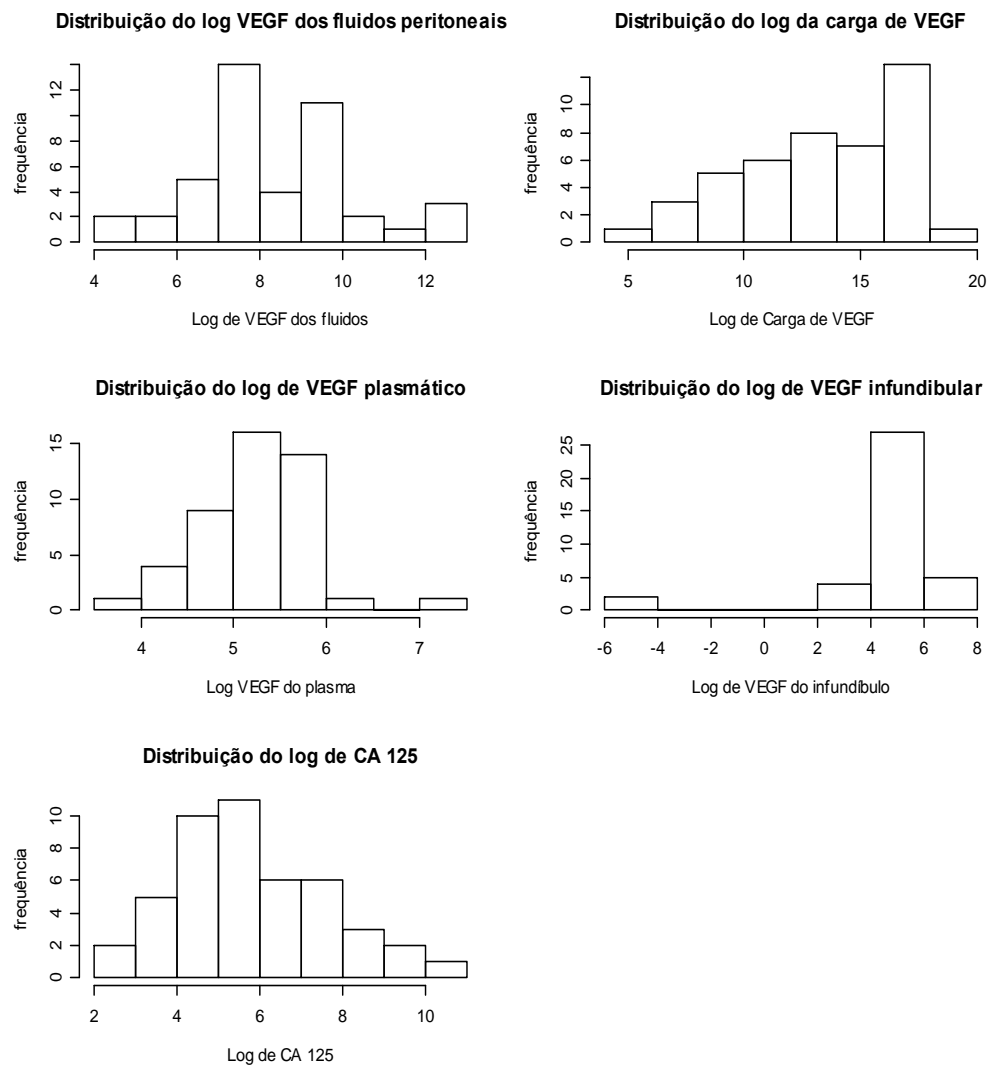 Distribuição do log VEGF dos fluidos peritoneais
frequência
0 2 4 6 8 12
4 6 8 10 12
Log de VEGF dos fluidos
Distribuição do log da carga de VEGF
frequência
0 2 4 6 8 10
5 10 15 20
Log de Carga de VEGF
Distribuição do log de VEGF plasmático
frequência
0 5 10 15
4 5 6 7
Log VEGF do plasma
Distribuição do log de VEGF infundibular
frequência
0 5 10 15 20 25
-6 -4 -2 0 2 4 6 8
Log de VEGF do infundíbulo
Distribuição do log de CA 125
frequência
0 2 4 6 8 10
2 4 6 8 10
Log de CA 125